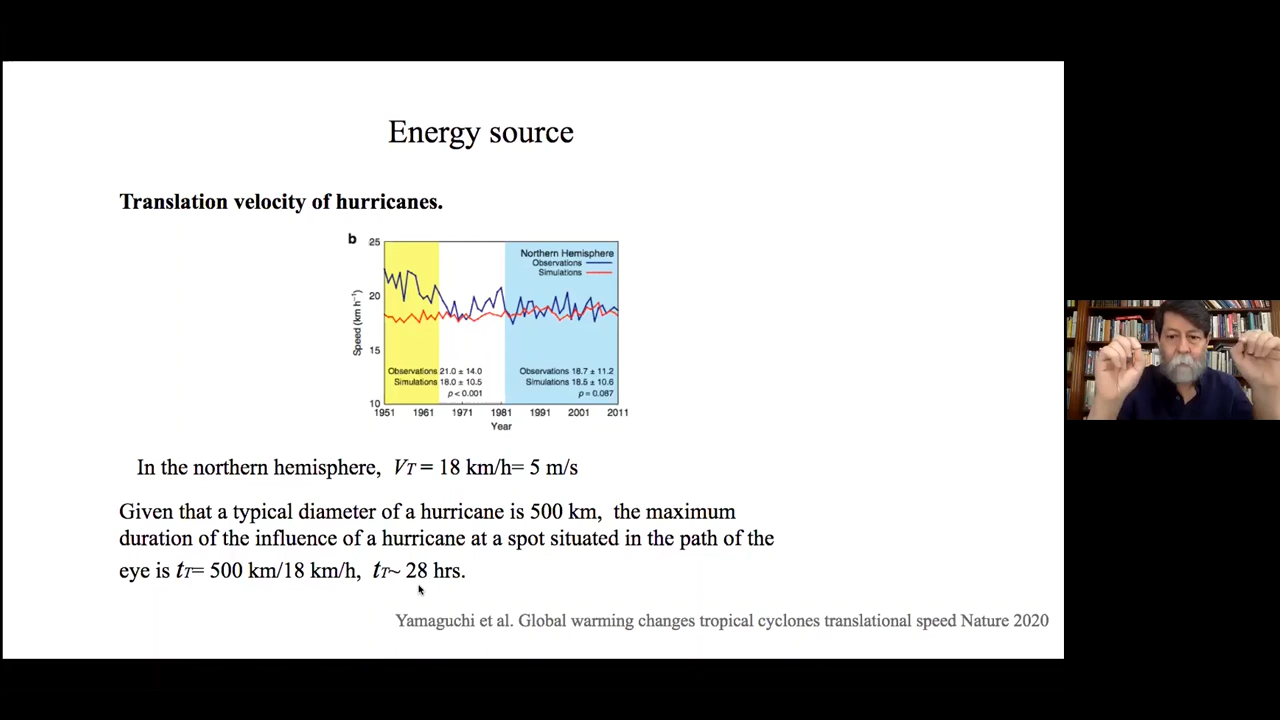 Energy source
Translation velocity of hurricanes.
b
25
20
15
10
Speed (km h⁻¹)
Northern Hemisphere
Observations
Simulations
Observations 21.0 ± 14.0
Simulations 18.0 ± 10.5
p < 0.001
Observations 18.7 ± 11.2
Simulations 18.5 ± 10.6
p = 0.087
1951 1961 1971 1981 1991 2001 2011
Year
In the northern hemisphere, VT = 18 km/h= 5 m/s
Given that a typical diameter of a hurricane is 500 km, the maximum
duration of the influence of a hurricane at a spot situated in the path of the
eye is tT= 500 km/18 km/h, tT~ 28 hrs.
Yamaguchi et al. Global warming changes tropical cyclones translational speed Nature 2020